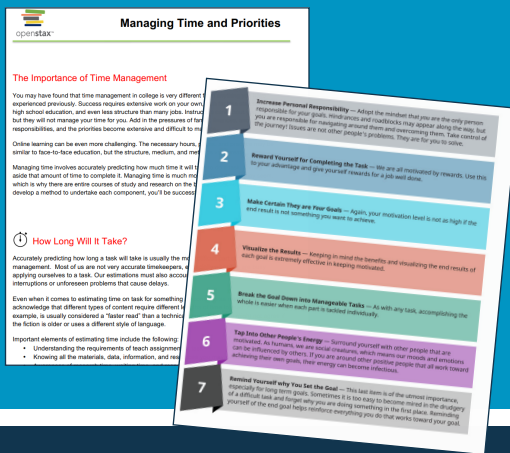 openstax™
Managing Time and Priorities
The Importance of Time Management
You may have found that time management in college is very different
experienced previously. Success requires extensive work on your own,
high school education, and even less structure than many jobs.
but they will not manage your time for you. Add in the pressures of
responsibilities, and the priorities become extensive and difficult to
Online learning can be even more challenging. The necessary hours,
similar to face-to-face education, but the structure, medium, and
Managing time involves accurately predicting how much time it will
aside that amount of time to complete it. Managing time is much
which is why there are entire courses of study and research on the
develop a method to undertake each component, you'll be
How Long Will It Take?
Accurately predicting how long a task will take is usually the
management. Most of us are not very accurate timekeepers,
applying ourselves to a task. Our estimations must also
interruptions or unforeseen problems that cause delays.
Even when it comes to estimating time on task for something
acknowledge that different types of content require different
example, is usually considered a "faster read" than a
the fiction is older or uses a different style of language.
Important elements of estimating time include the following:
• Understanding the requirements of
• Knowing all the materials, data, information, and
1
Increase Personal Responsibility — Adopt the mindset that you are the only person
responsible for your goals. Hindrances and roadblocks may appear along the way, but
you are responsible for navigating around them and overcoming them. Take control of
the journey! Issues are not other people's problems. They are for you to solve.
2
Reward Yourself for Completing the Task — We are all motivated by rewards. Use this
to your advantage and give yourself rewards for a job well done.
3
Make Certain They are Your Goals — Again, your motivation level is not as high if the
end result is not something you want to achieve.
4
Visualize the Results — Keeping in mind the benefits and visualizing the end results of
each goal is extremely effective in keeping motivated.
5
Break the Goal Down into Manageable Tasks — As with any task, accomplishing the
whole is easier when each part is tackled individually.
6
Tap Into Other People's Energy — Surround yourself with other people that are
motivated. As humans, we are social creatures, which means our moods and emotions
can be influenced by others. If you are around other positive people that all work toward
achieving their own goals, their energy can become infectious.
7
Remind Yourself why You Set the Goal — This last item is of the utmost importance,
especially for long term goals. Sometimes it is too easy to become mired in the drudgery
of a difficult task and forget why you are doing something in the first place. Reminding
yourself of the end goal helps reinforce everything you do that works toward your goal.